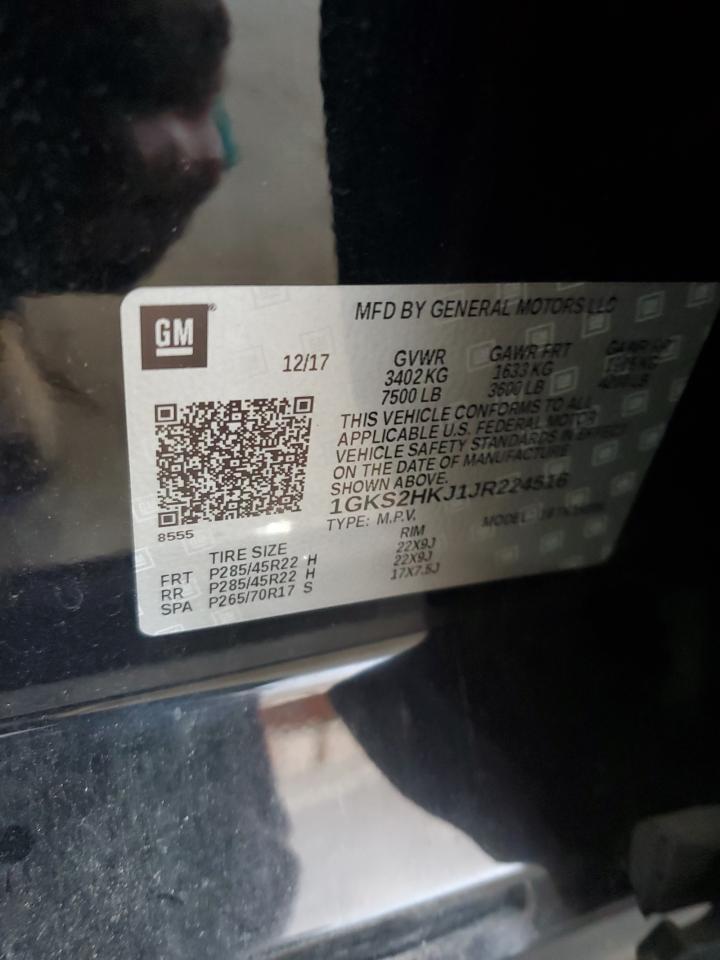 GM
MFD BY GENERAL MOTORS LLC
12/17
GVWR GAWR FRT GAWR RR
3402 KG 1633 KG
7500 LB 3600 LB
THIS VEHICLE CONFORMS TO ALL
APPLICABLE U.S. FEDERAL MOTOR
VEHICLE SAFETY STANDARDS IN EFFECT
ON THE DATE OF MANUFACTURE
SHOWN ABOVE.
1GKS2HKJ1JR224516
TYPE: M.P.V. MODEL:
8555
TIRE SIZE RIM
FRT P285/45R22 H 22X9J
RR P285/45R22 H 22X9J
SPA P265/70R17 S 17X7.5J